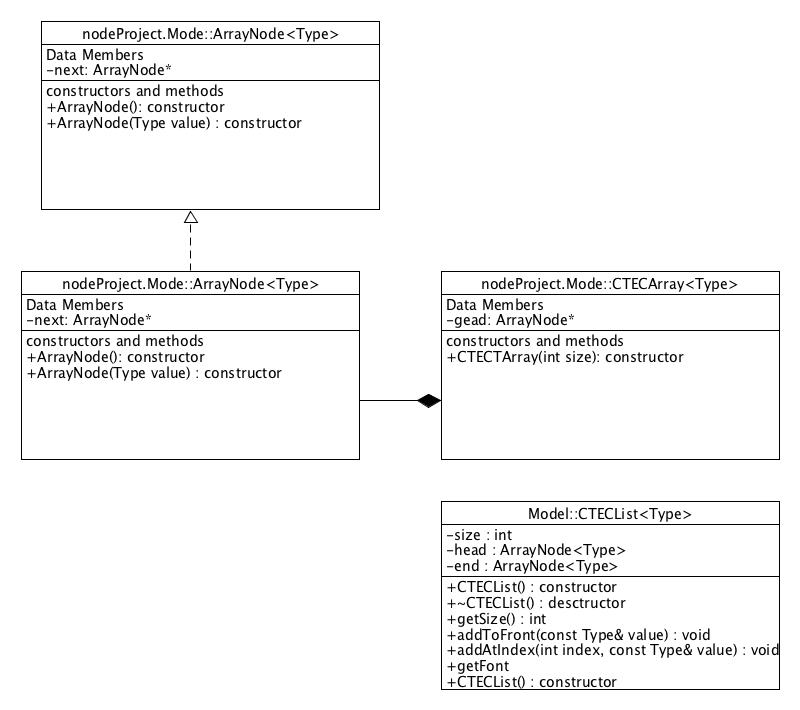 nodeProject.Mode::ArrayNode<Type>
Data Members
-next: ArrayNode*
constructors and methods
+ArrayNode(): constructor
+ArrayNode(Type value) : constructor
nodeProject.Mode::ArrayNode<Type>
Data Members
-next: ArrayNode*
constructors and methods
+ArrayNode(): constructor
+ArrayNode(Type value) : constructor
nodeProject.Mode::CTECArray<Type>
Data Members
-gead: ArrayNode*
constructors and methods
+CTECTArray(int size): constructor
Model::CTECList<Type>
-size : int
-head : ArrayNode<Type>
-end : ArrayNode<Type>
+CTECList() : constructor
+~CTECList() : desctructor
+getSize() : int
+addToFront(const Type& value) : void
+addAtIndex(int index, const Type& value) : void
+getFont
+CTECList() : constructor